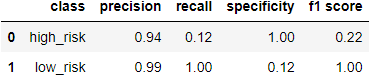 class precision recall specificity f1 score
0 high_risk 0.94 0.12 1.00 0.22
1 low_risk 0.99 1.00 0.12 1.00